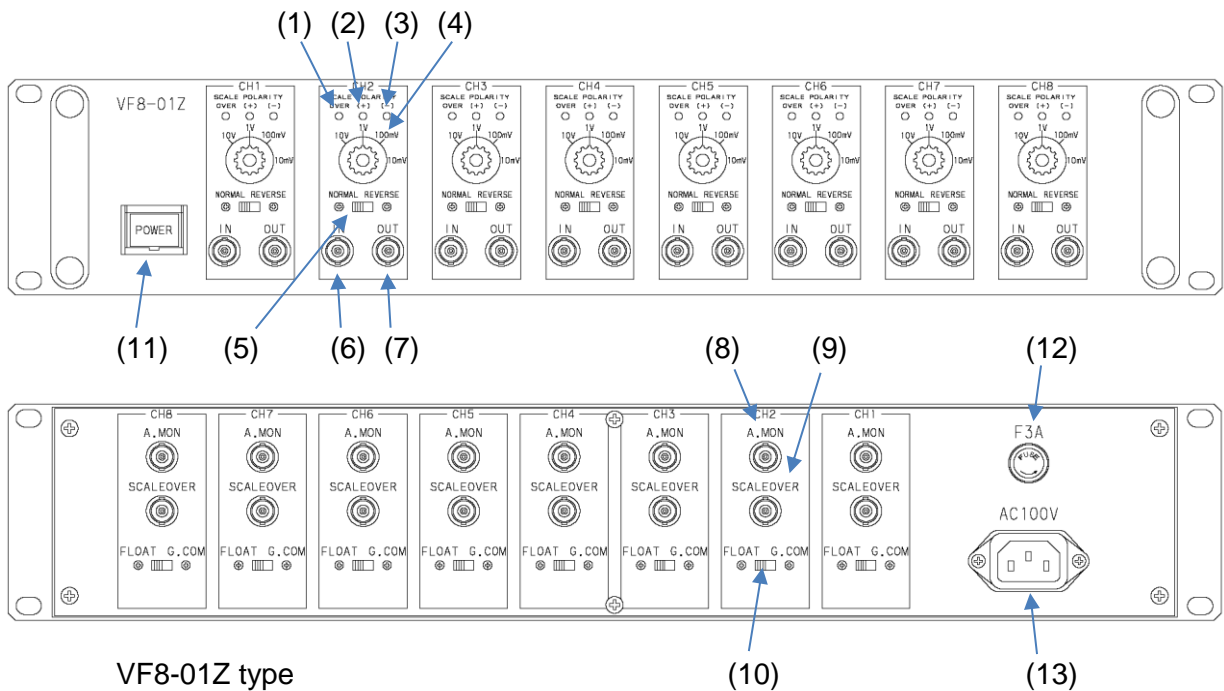 (1) (2) (3) (4)
CH1 CH2 CH3 CH4 CH5 CH6 CH7 CH8
VF8-01Z
SCALE POLARITY SCALE POLARITY SCALE POLARITY SCALE POLARITY SCALE POLARITY SCALE POLARITY SCALE POLARITY SCALE POLARITY
OVER (+) (-) OVER (+) (-) OVER (+) (-) OVER (+) (-) OVER (+) (-) OVER (+) (-) OVER (+) (-) OVER (+) (-)
1V 1V 1V 1V 1V 1V 1V 1V
10V 100mV 10V 100mV 10V 100mV 10V 100mV 10V 100mV 10V 100mV 10V 100mV 10V 100mV
10mV 10mV 10mV 10mV 10mV 10mV 10mV 10mV
NORMAL REVERSE NORMAL REVERSE NORMAL REVERSE NORMAL REVERSE NORMAL REVERSE NORMAL REVERSE NORMAL REVERSE NORMAL REVERSE
POWER
IN OUT IN OUT IN OUT IN OUT IN OUT IN OUT IN OUT IN OUT
(11) (5) (6) (7) (8) (9) (12)
CH8 CH7 CH6 CH5 CH4 CH3 CH2 CH1
A.MON A.MON A.MON A.MON A.MON A.MON A.MON A.MON F3A
FUSE
SCALEOVER SCALEOVER SCALEOVER SCALEOVER SCALEOVER SCALEOVER SCALEOVER SCALEOVER
AC100V
FLOAT G.COM FLOAT G.COM FLOAT G.COM FLOAT G.COM FLOAT G.COM FLOAT G.COM FLOAT G.COM FLOAT G.COM
VF8-01Z type (10) (13)